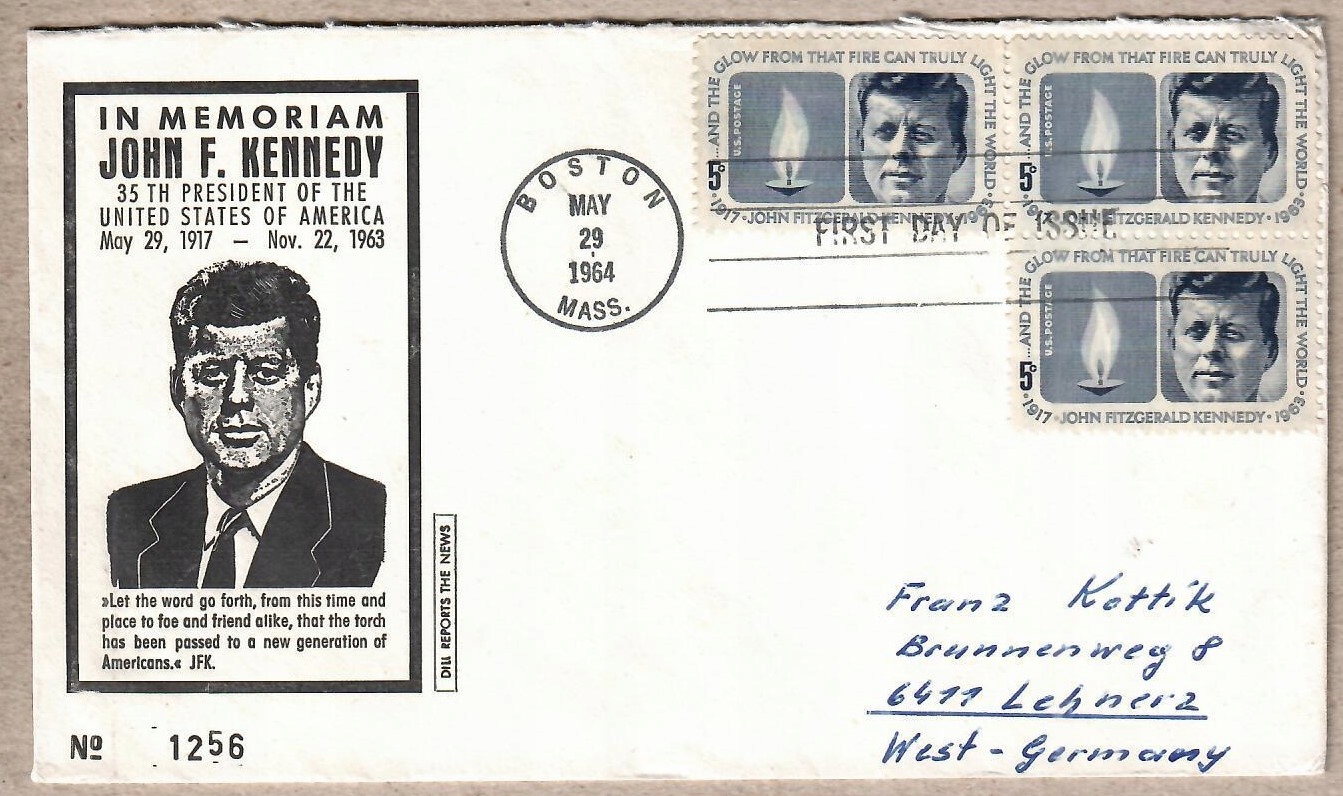 IN MEMORIAM
JOHN F. KENNEDY
35 TH PRESIDENT OF THE
UNITED STATES OF AMERICA
May 29, 1917 — Nov. 22, 1963
»Let the word go forth, from this time and
place to foe and friend alike, that the torch
has been passed to a new generation of
Americans.« JFK.
DILL REPORTS THE NEWS
Nº 1256
BOSTON
MAY
29
1964
MASS.
FIRST DAY OF ISSUE
...AND THE GLOW FROM THAT FIRE CAN TRULY LIGHT THE WORLD
U.S. POSTAGE
5c
1917 · JOHN FITZGERALD KENNEDY · 1963
...AND THE GLOW FROM THAT FIRE CAN TRULY LIGHT THE WORLD
U.S. POSTAGE
5c
FITZGERALD KENNEDY · 1963
...AND THE GLOW FROM THAT FIRE CAN TRULY LIGHT THE WORLD
U.S. POSTAGE
5c
1917 · JOHN FITZGERALD KENNEDY · 1963
Franz Kottik
Brunnenweg 8
6411 Lehnerz
West-Germany